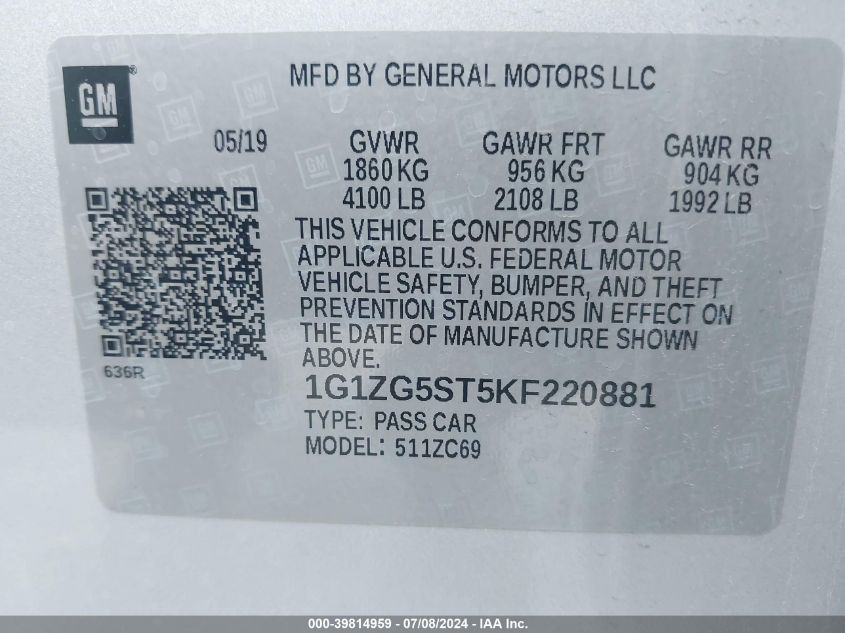 MFD BY GENERAL MOTORS LLC
GM ®
05/19 GVWR GAWR FRT GAWR RR
1860 KG 956 KG 904 KG
4100 LB 2108 LB 1992 LB
THIS VEHICLE CONFORMS TO ALL
APPLICABLE U.S. FEDERAL MOTOR
VEHICLE SAFETY, BUMPER, AND THEFT
PREVENTION STANDARDS IN EFFECT ON
THE DATE OF MANUFACTURE SHOWN
ABOVE.
636R
1G1ZG5ST5KF220881
TYPE: PASS CAR
MODEL: 511ZC69
000-39814959 - 07/08/2024 - IAA Inc.